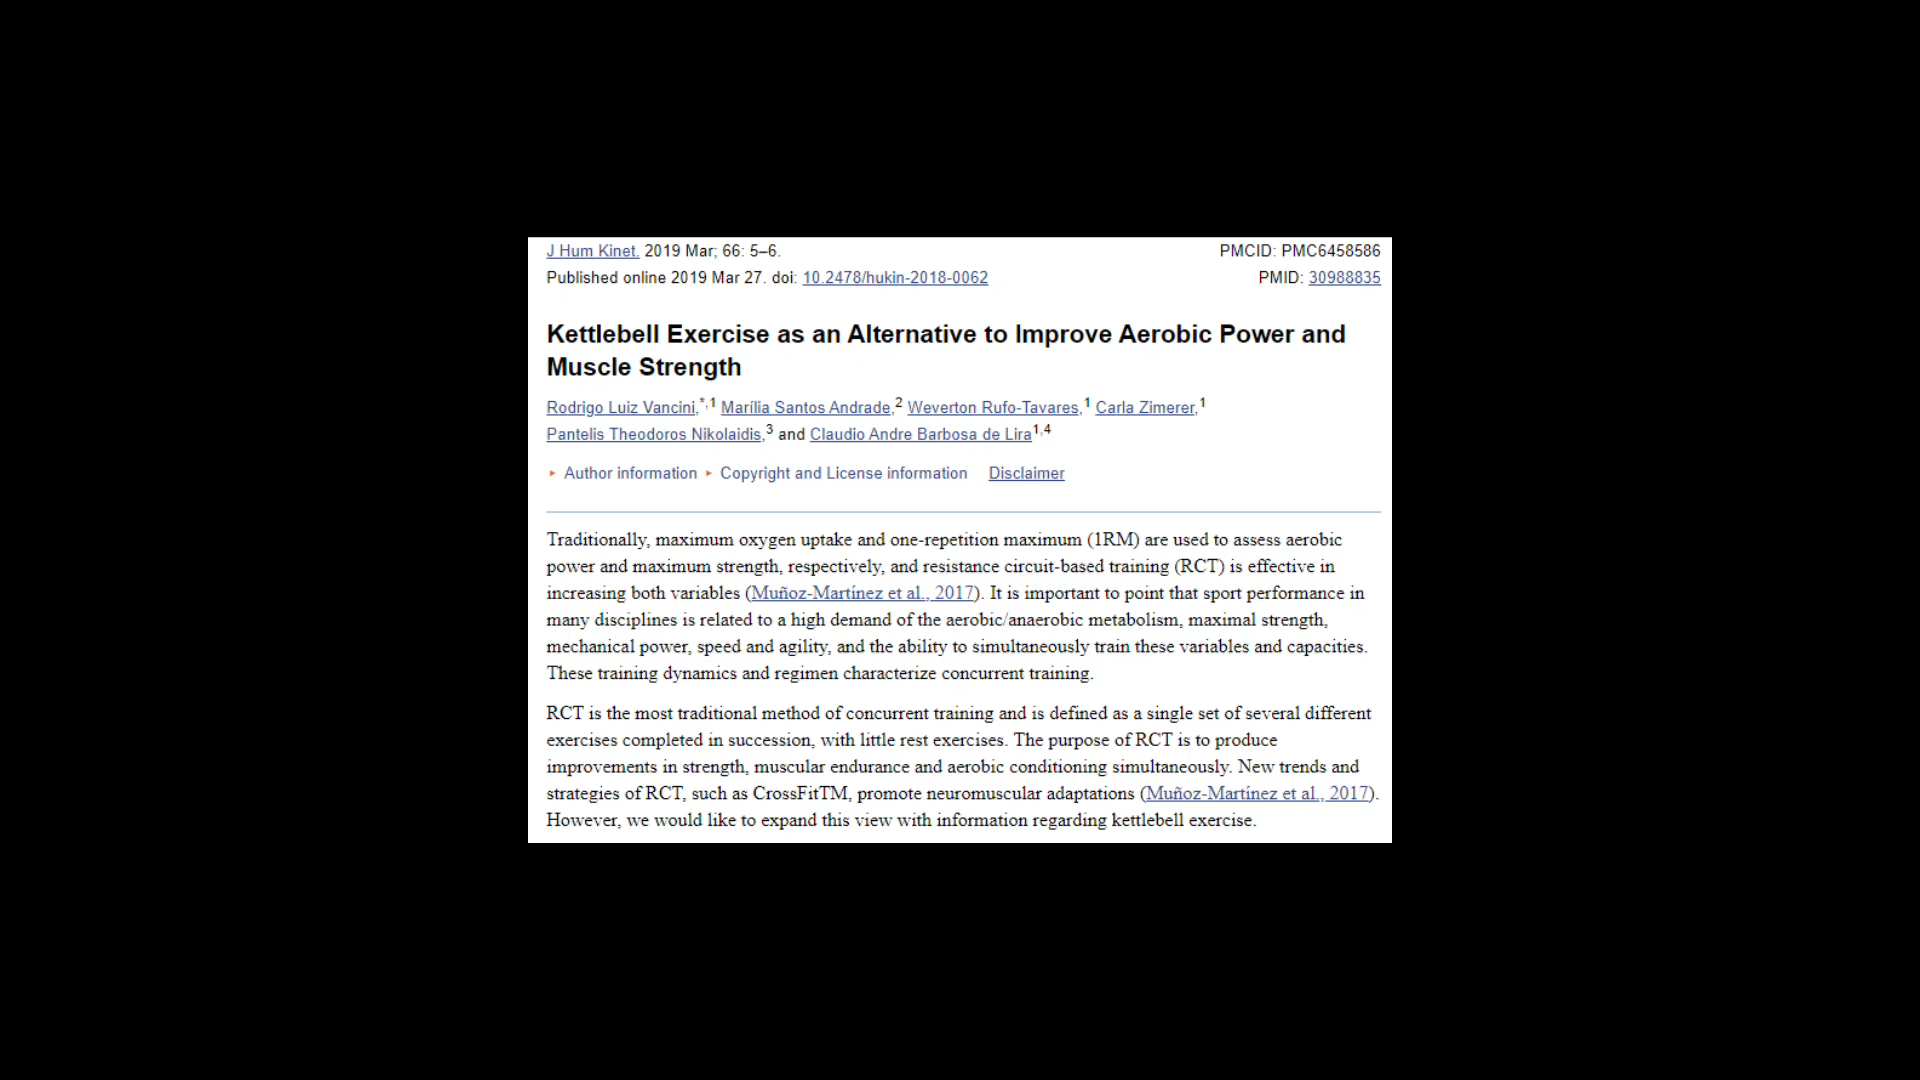 J Hum Kinet. 2019 Mar; 66: 5–6.
PMCID: PMC6458586
Published online 2019 Mar 27. doi: 10.2478/hukin-2018-0062
PMID: 30988835
Kettlebell Exercise as an Alternative to Improve Aerobic Power and
Muscle Strength
Rodrigo Luiz Vancini,*,1 Marília Santos Andrade,2 Weverton Rufo-Tavares,1 Carla Zimerer,1
Pantelis Theodoros Nikolaidis,3 and Claudio Andre Barbosa de Lira1,4
▸ Author information ▸ Copyright and License information Disclaimer
Traditionally, maximum oxygen uptake and one-repetition maximum (1RM) are used to assess aerobic
power and maximum strength, respectively, and resistance circuit-based training (RCT) is effective in
increasing both variables (Muñoz-Martínez et al., 2017). It is important to point that sport performance in
many disciplines is related to a high demand of the aerobic/anaerobic metabolism, maximal strength,
mechanical power, speed and agility, and the ability to simultaneously train these variables and capacities.
These training dynamics and regimen characterize concurrent training.
RCT is the most traditional method of concurrent training and is defined as a single set of several different
exercises completed in succession, with little rest exercises. The purpose of RCT is to produce
improvements in strength, muscular endurance and aerobic conditioning simultaneously. New trends and
strategies of RCT, such as CrossFitTM, promote neuromuscular adaptations (Muñoz-Martínez et al., 2017).
However, we would like to expand this view with information regarding kettlebell exercise.